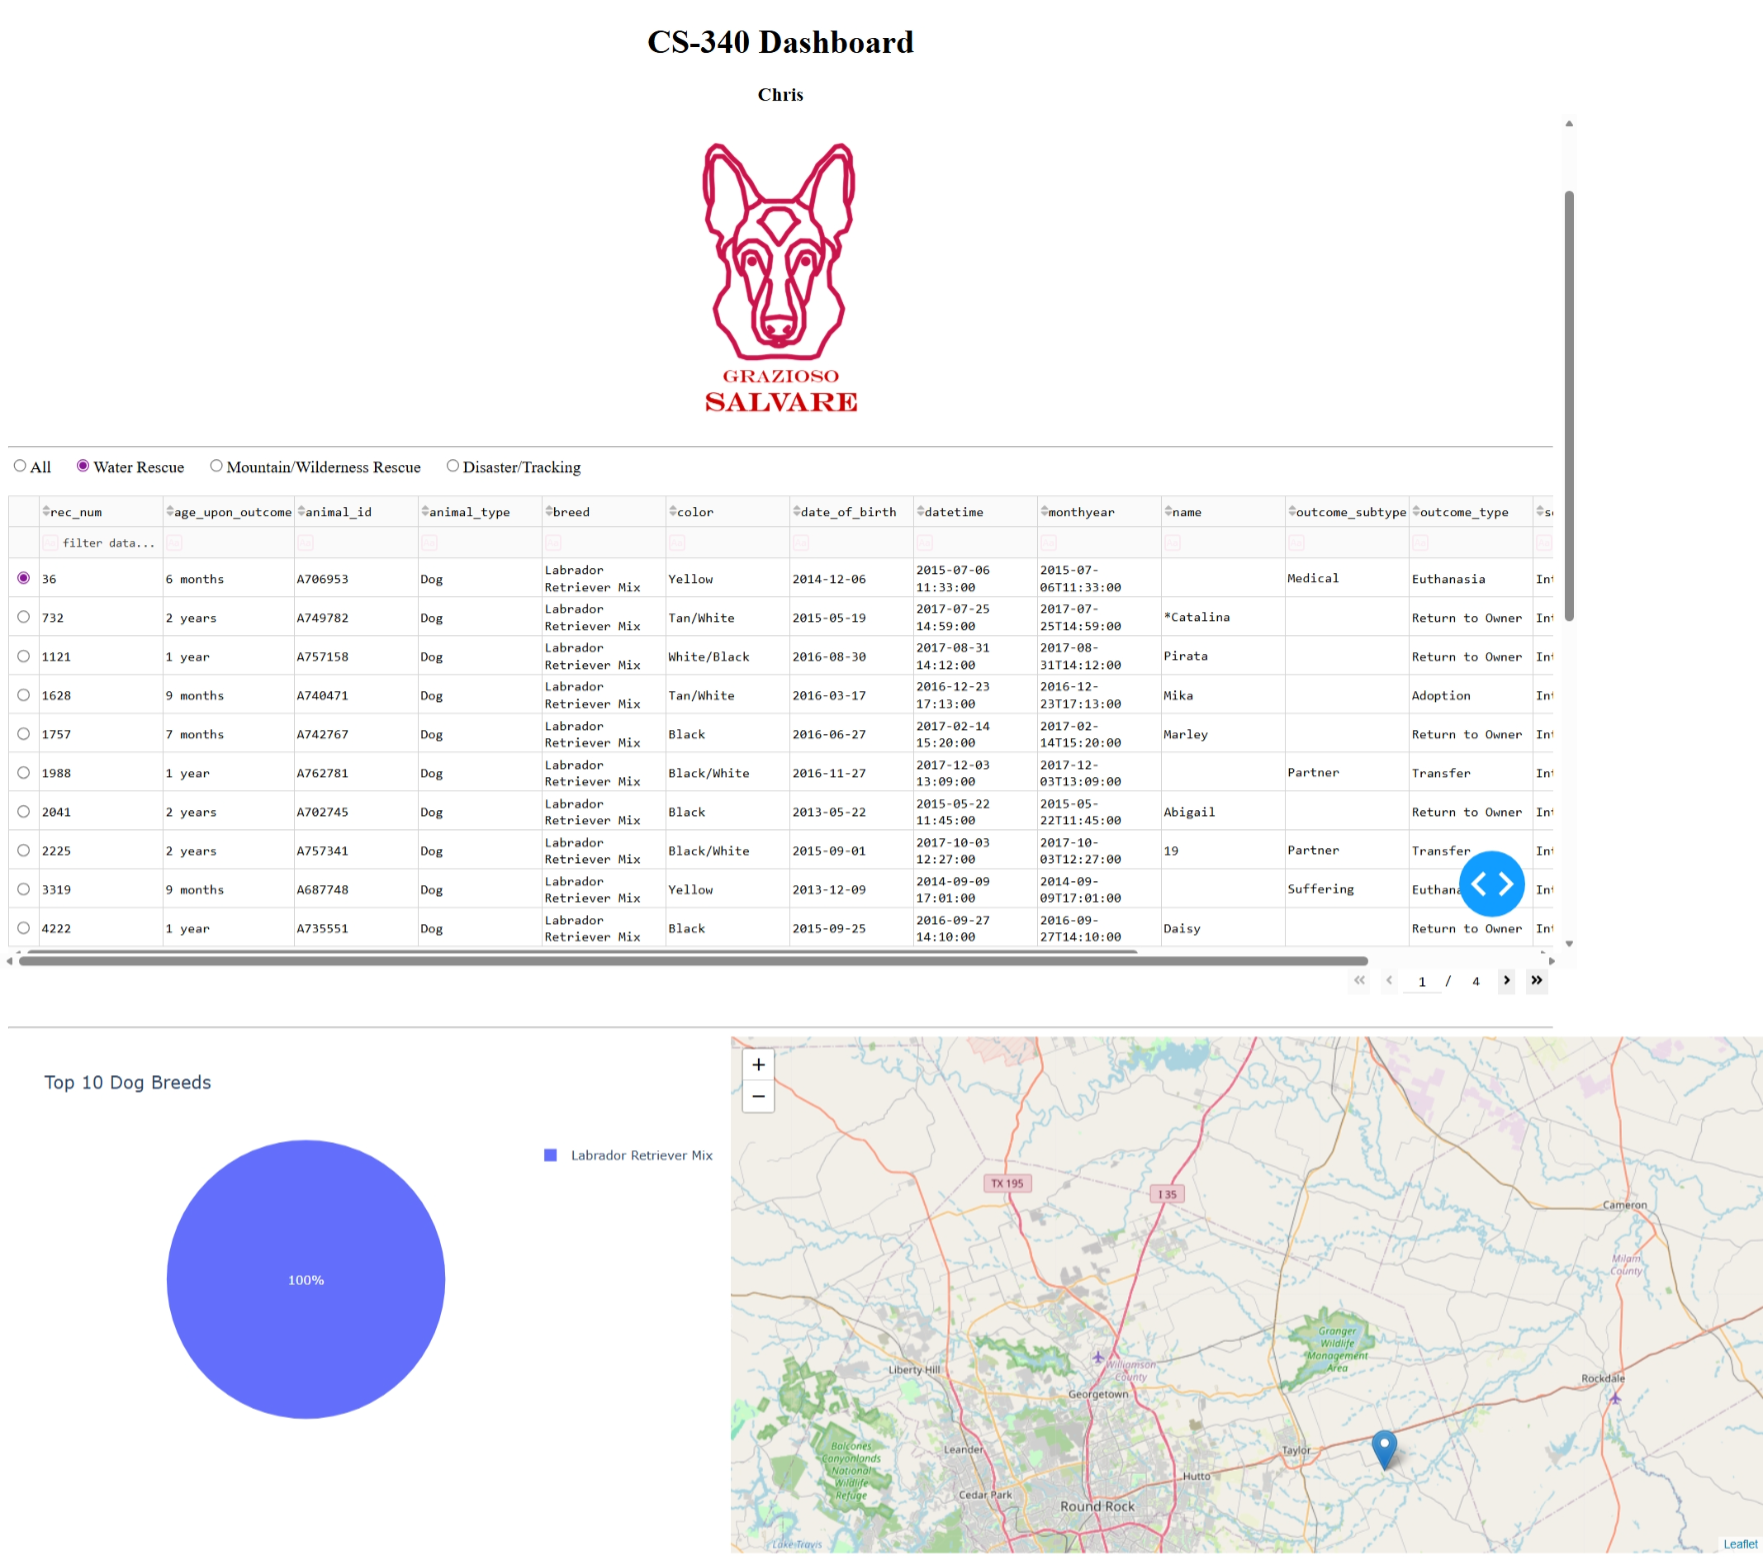 CS-340 Dashboard
Chris
GRAZIOSO
SALVARE
All Water Rescue Mountain/Wilderness Rescue Disaster/Tracking
rec_num age_upon_outcome animal_id animal_type breed color date_of_birth datetime monthyear name outcome_subtype outcome_type
filter data...
36 6 months A706953 Dog Labrador Retriever Mix Yellow 2014-12-06 2015-07-06 11:33:00 2015-07-06T11:33:00 Medical Euthanasia Int
732 2 years A749782 Dog Labrador Retriever Mix Tan/White 2015-05-19 2017-07-25 14:59:00 2017-07-25T14:59:00 *Catalina Return to Owner Int
1121 1 year A757158 Dog Labrador Retriever Mix White/Black 2016-08-30 2017-08-31 14:12:00 2017-08-31T14:12:00 Pirata Return to Owner Int
1628 9 months A740471 Dog Labrador Retriever Mix Tan/White 2016-03-17 2016-12-23 17:13:00 2016-12-23T17:13:00 Mika Adoption Int
1757 7 months A742767 Dog Labrador Retriever Mix Black 2016-06-27 2017-02-14 15:20:00 2017-02-14T15:20:00 Marley Return to Owner Int
1988 1 year A762781 Dog Labrador Retriever Mix Black/White 2016-11-27 2017-12-03 13:09:00 2017-12-03T13:09:00 Partner Transfer Int
2041 2 years A702745 Dog Labrador Retriever Mix Black 2013-05-22 2015-05-22 11:45:00 2015-05-22T11:45:00 Abigail Return to Owner Int
2225 2 years A757341 Dog Labrador Retriever Mix Black/White 2015-09-01 2017-10-03 12:27:00 2017-10-03T12:27:00 19 Partner Transfer Int
3319 9 months A687748 Dog Labrador Retriever Mix Yellow 2013-12-09 2014-09-09 17:01:00 2014-09-09T17:01:00 Suffering Euthana Int
4222 1 year A735551 Dog Labrador Retriever Mix Black 2015-09-25 2016-09-27 14:10:00 2016-09-27T14:10:00 Daisy Return to Owner Int
1 / 4
Top 10 Dog Breeds
Labrador Retriever Mix
100%
+
−
TX 195
I 35
Cameron
Milam
County
Granger
Wildlife
Management
Area
Williamson
County
Liberty Hill
Georgetown
Rockdale
Balcones
Canyonlands
National
Wildlife
Refuge
Leander
Taylor
Hutto
Cedar Park
Round Rock
Lake Travis
Leaflet